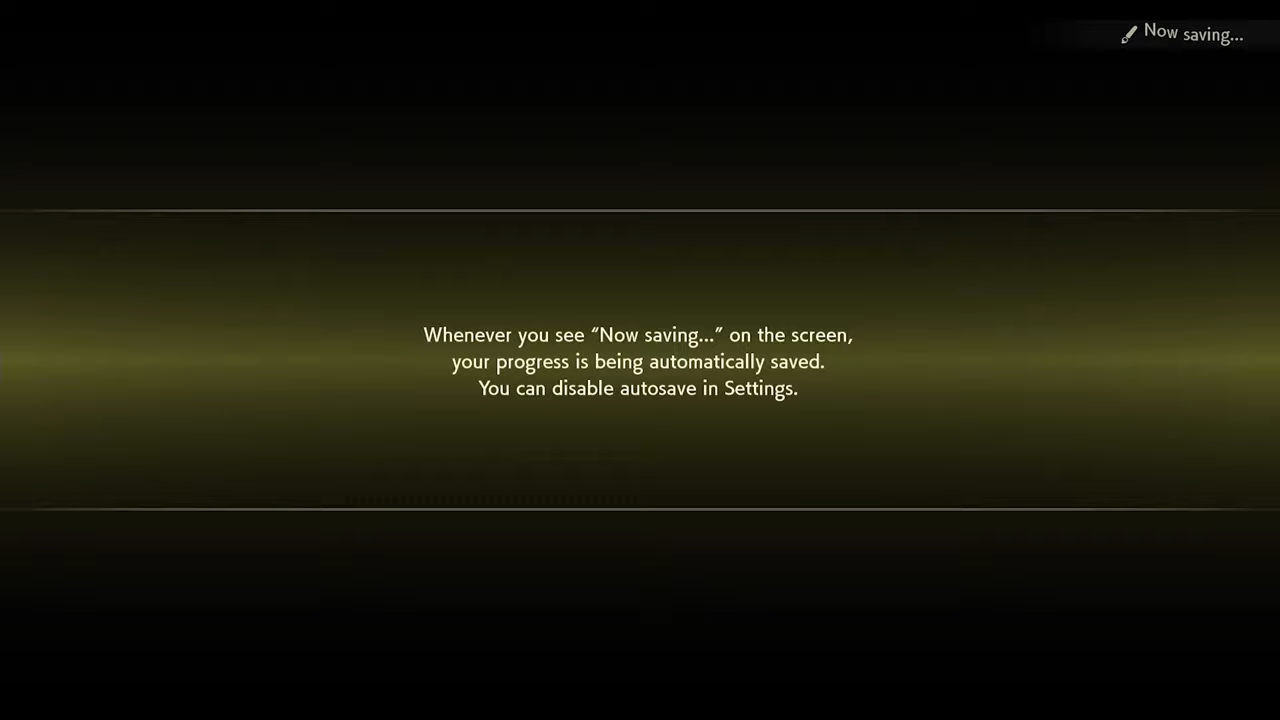 Now saving...
Whenever you see “Now saving...” on the screen,
your progress is being automatically saved.
You can disable autosave in Settings.